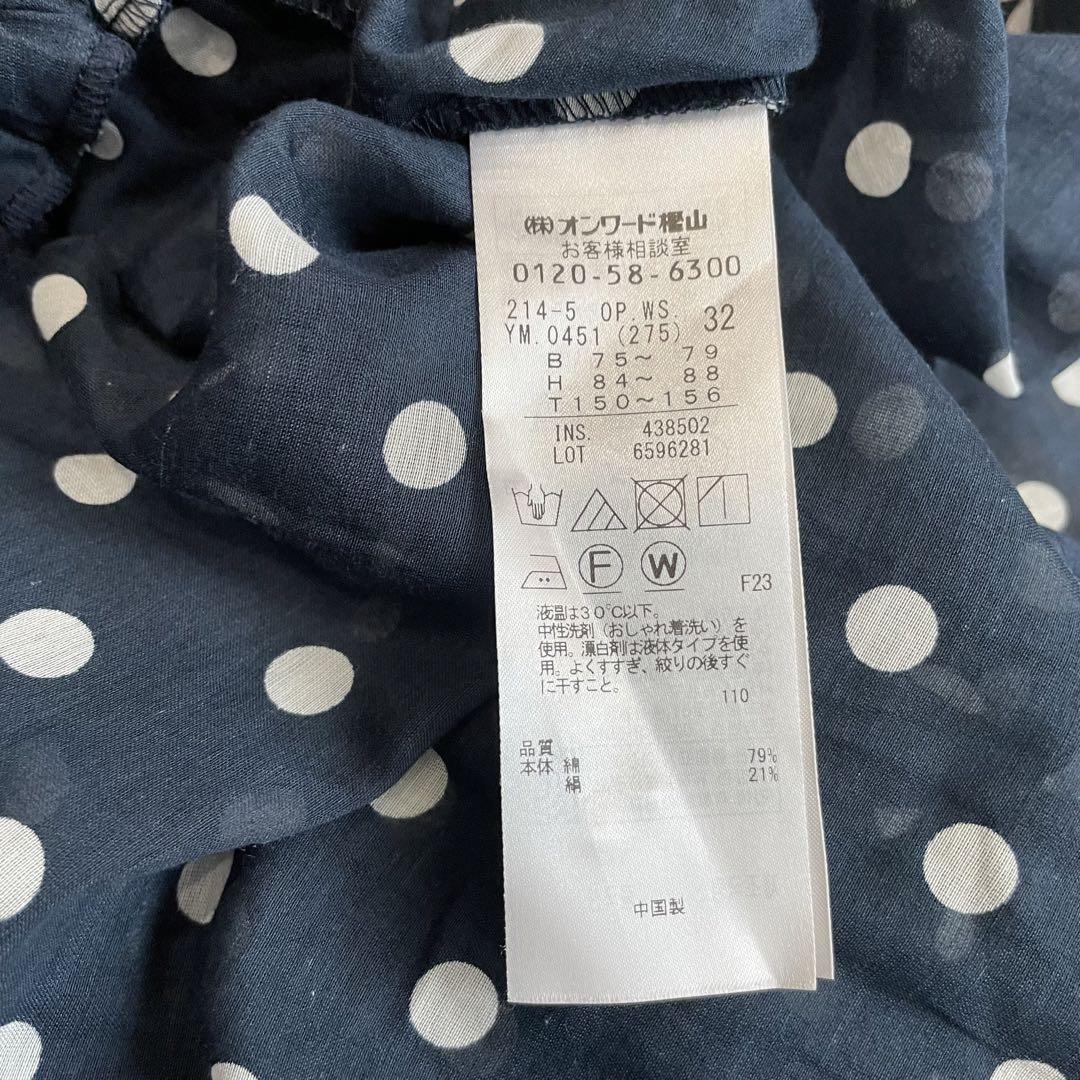 (株)オンワード樫山
お客様相談室
0120-58-6300
214-5 OP.WS. 32
YM.0451 (275)
B 75～ 79
H 84～ 88
T150～156
INS. 438502
LOT 6596281
F W
F23
液温は30℃以下。
中性洗剤（おしゃれ着洗い）を
使用。漂白剤は液体タイプを使
用。よくすすぎ、絞りの後すぐ
に干すこと。
110
品質
本体 綿 79%
絹 21%
中国製